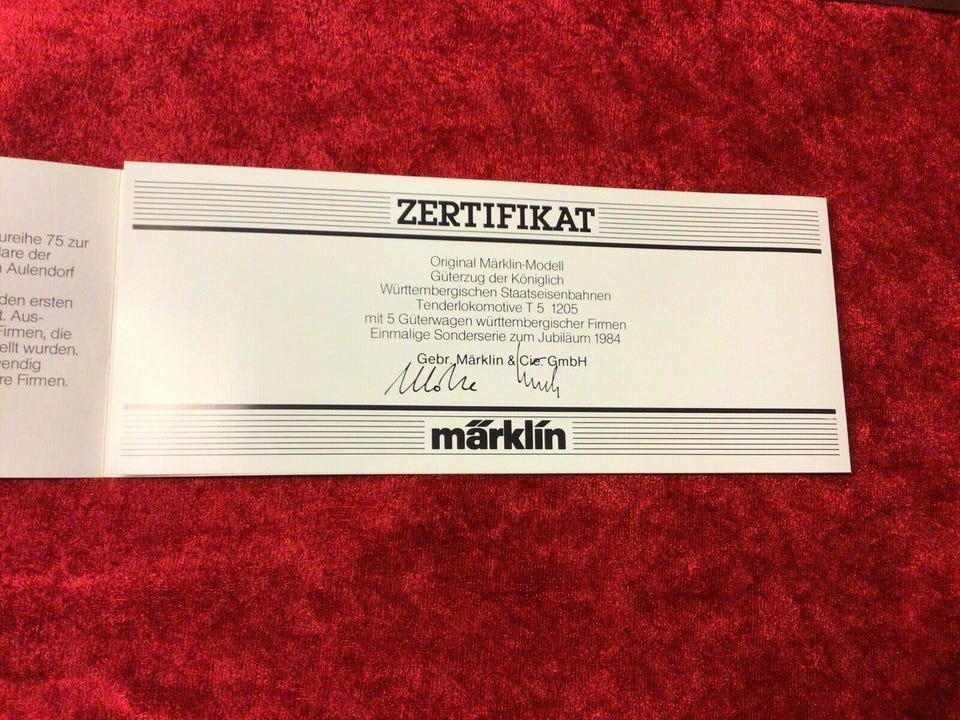 ureihe 75 zur
lare der
Aulendorf
den ersten
t. Aus-
Firmen, die
ellt wurden.
vendig
re Firmen.
ZERTIFIKAT
Original Märklin-Modell
Güterzug der Königlich
Württembergischen Staatseisenbahnen
Tenderlokomotive T 5 1205
mit 5 Güterwagen württembergischer Firmen
Einmalige Sonderserie zum Jubiläum 1984
Gebr. Märklin & Cie. GmbH
märklin